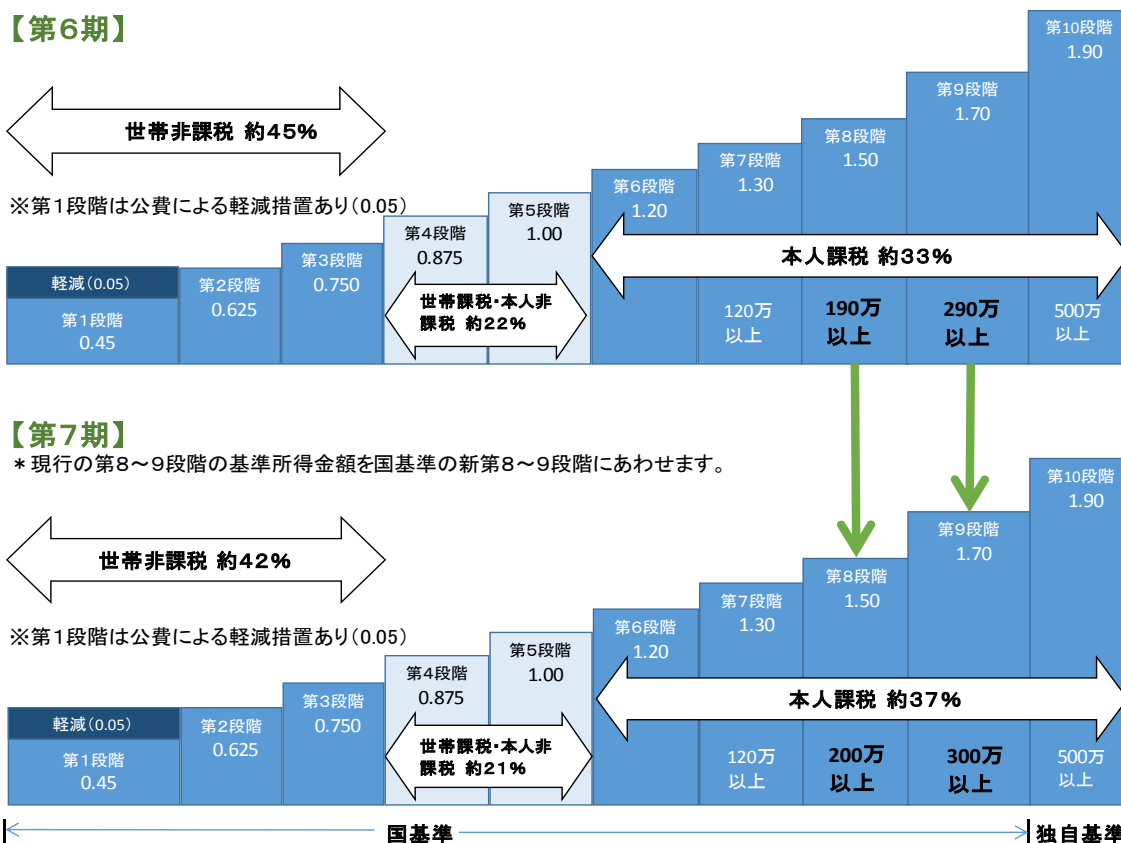 【第6期】
世帯非課税 約45%
※第1段階は公費による軽減措置あり(0.05)
軽減(0.05)
第1段階
0.45
第2段階
0.625
第3段階
0.750
第4段階
0.875
第5段階
1.00
世帯課税・本人非
課税 約22%
第6段階
1.20
第7段階
1.30
第8段階
1.50
第9段階
1.70
第10段階
1.90
本人課税 約33%
120万
以上
190万
以上
290万
以上
500万
以上
【第7期】
*現行の第8~9段階の基準所得金額を国基準の新第8~9段階にあわせます。
世帯非課税 約42%
※第1段階は公費による軽減措置あり(0.05)
軽減(0.05)
第1段階
0.45
第2段階
0.625
第3段階
0.750
第4段階
0.875
第5段階
1.00
世帯課税・本人非
課税 約21%
第6段階
1.20
第7段階
1.30
第8段階
1.50
第9段階
1.70
第10段階
1.90
本人課税 約37%
120万
以上
200万
以上
300万
以上
500万
以上
国基準
独自基準